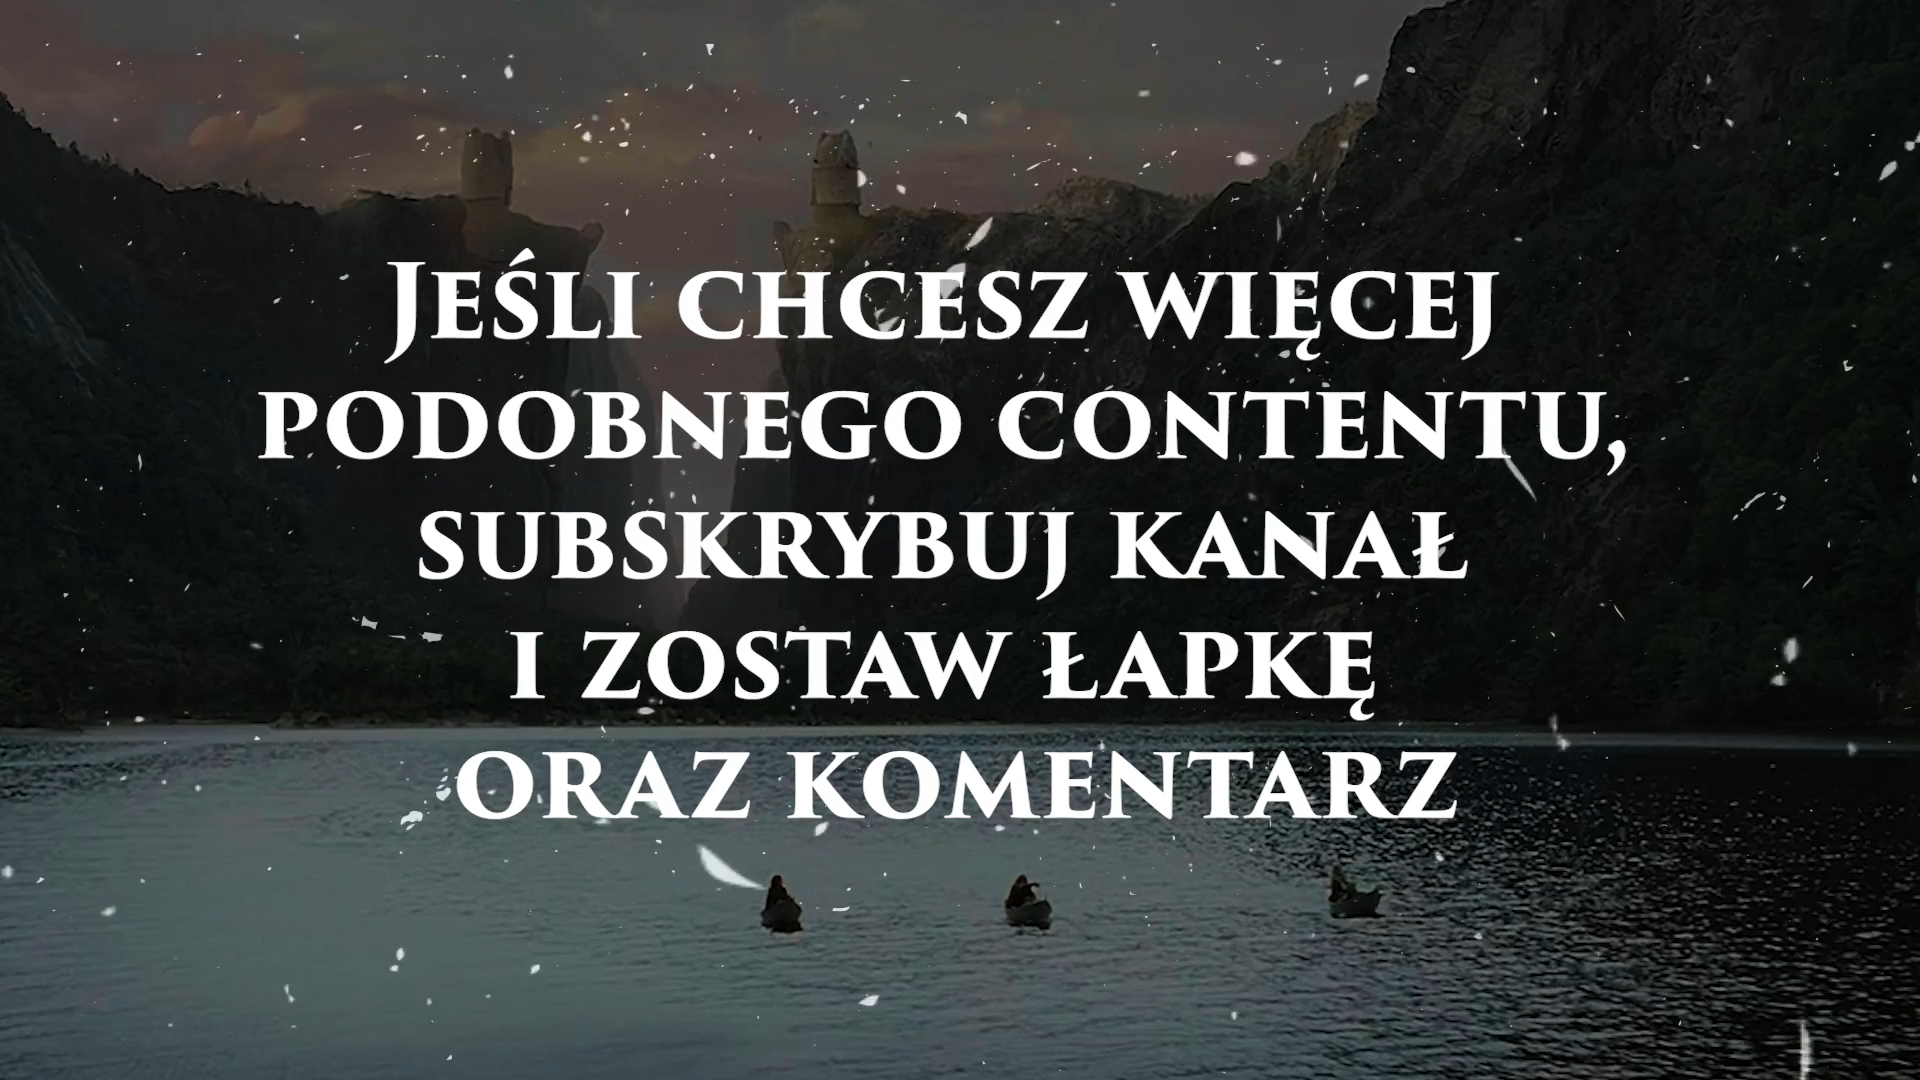 Jeśli chcesz więcej
podobnego contentu,
subskrybuj kanał
i zostaw łapkę
oraz komentarz